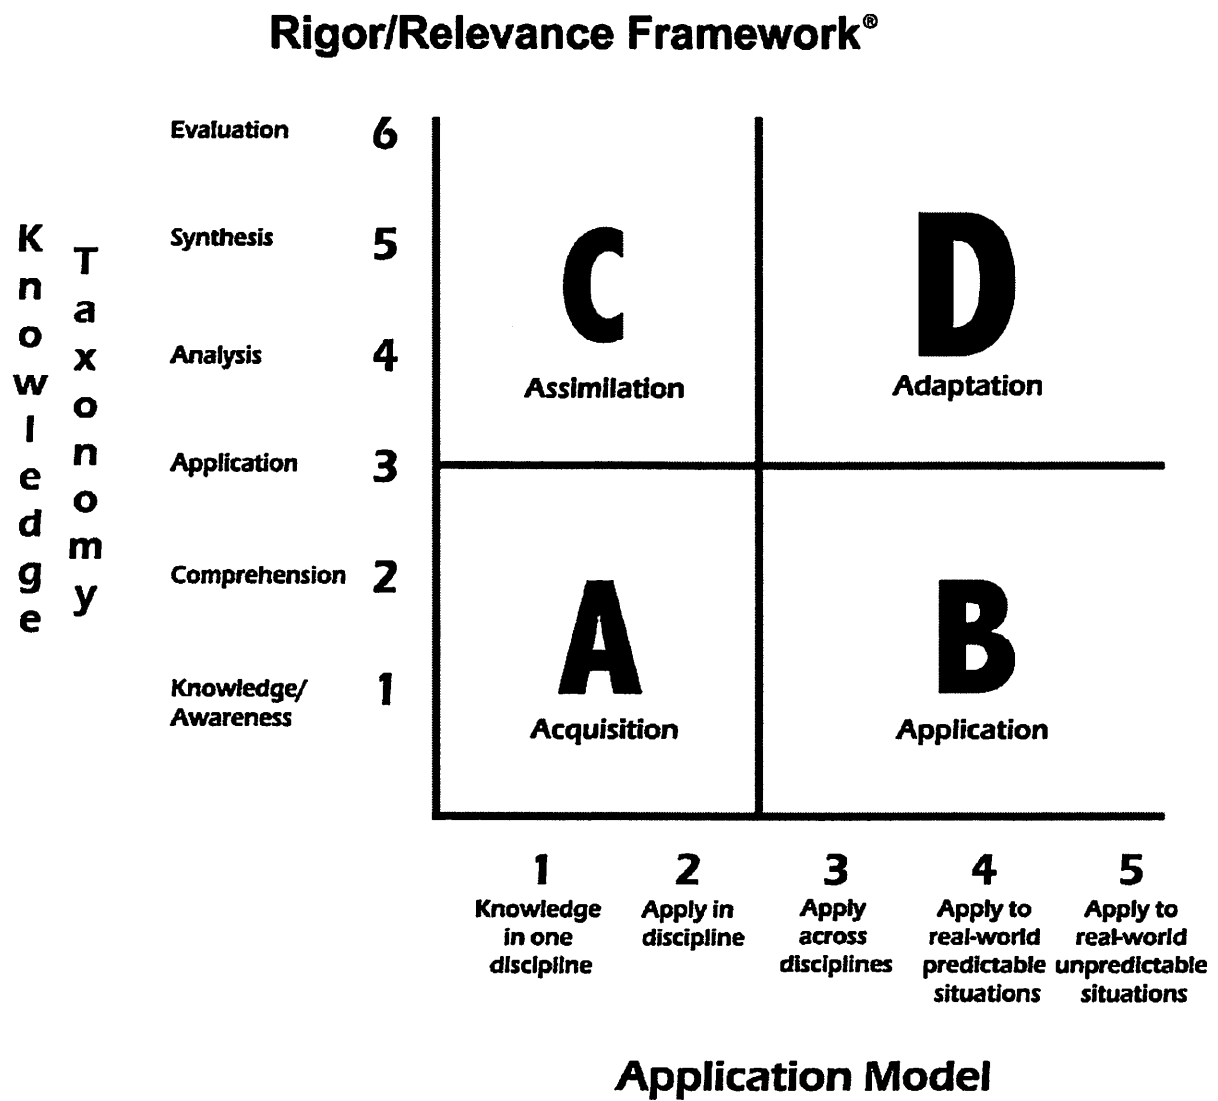 Rigor/Relevance Framework®
Knowledge
Taxonomy
Evaluation 6
Synthesis 5
Analysis 4
Application 3
Comprehension 2
Knowledge/
Awareness 1
C
Assimilation
D
Adaptation
A
Acquisition
B
Application
1
Knowledge
in one
discipline
2
Apply in
discipline
3
Apply
across
disciplines
4
Apply to
real-world
predictable
situations
5
Apply to
real-world
unpredictable
situations
Application Model